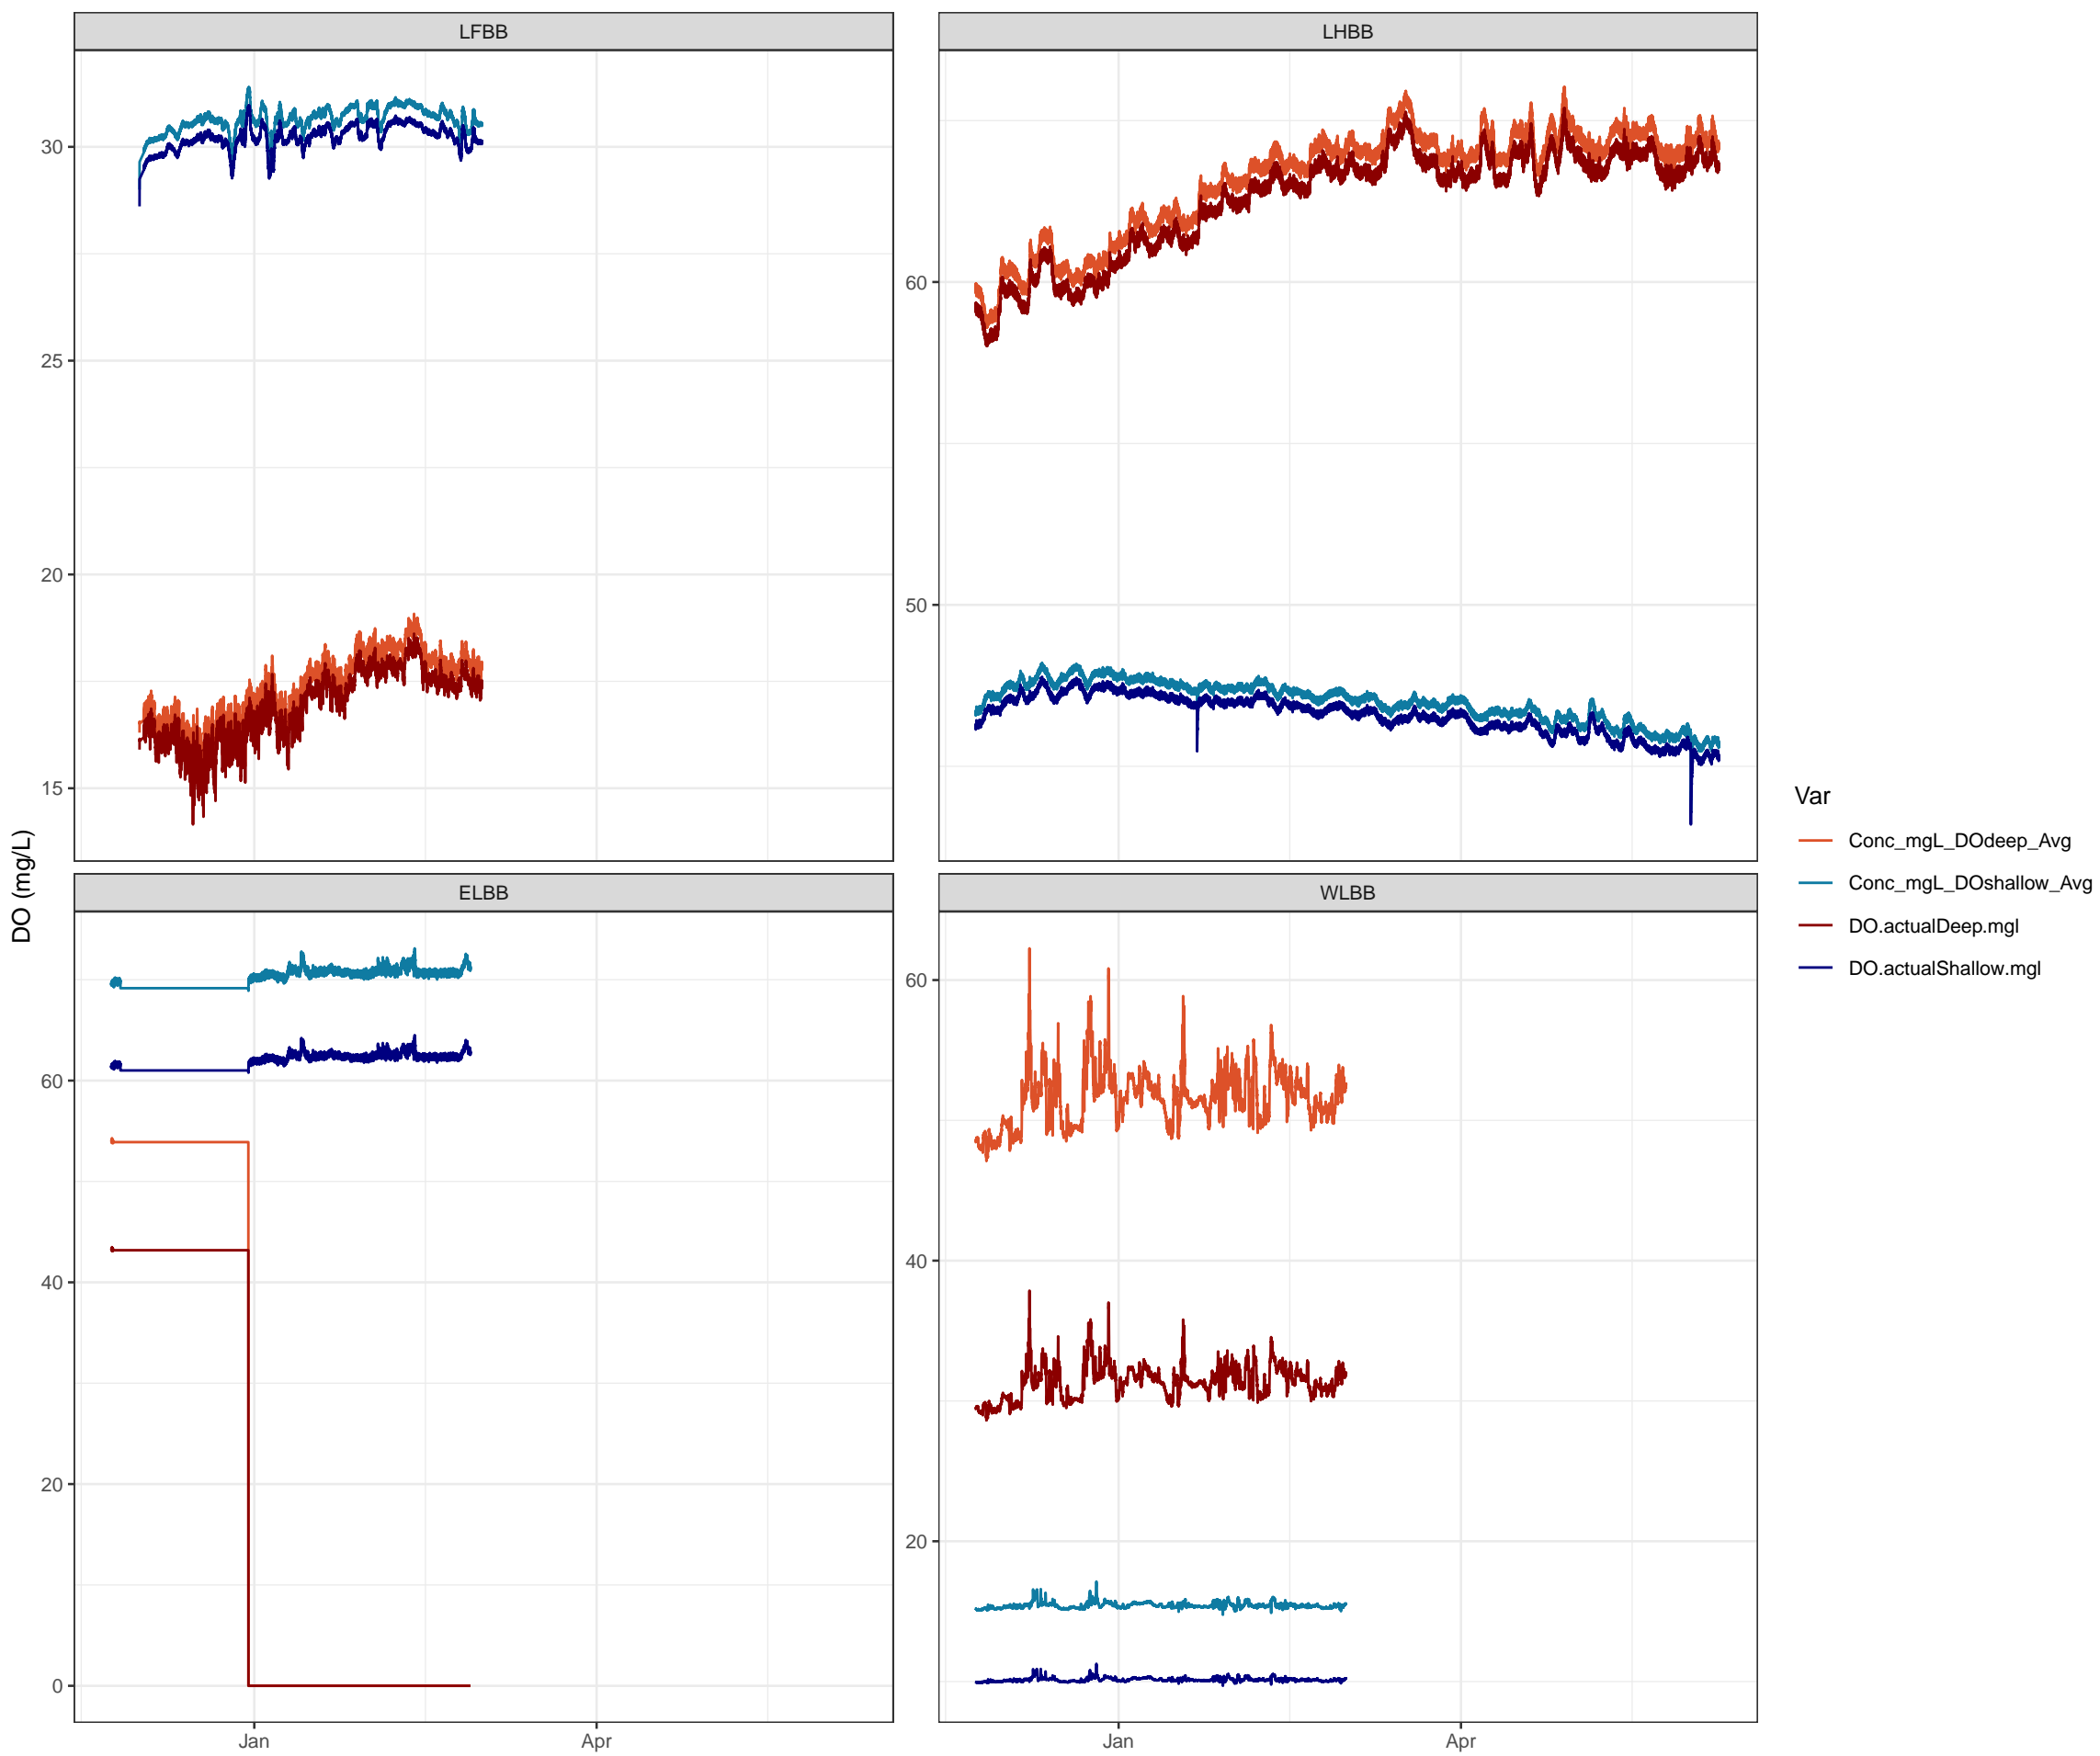 LFBB
LHBB
30
25
20
15
60
50
ELBB
WLBB
60
40
20
0
60
40
20
Jan
Apr
Jan
Apr
DO (mg/L)
Var
Conc_mgL_DOdeep_Avg
Conc_mgL_DOshallow_Avg
DO.actualDeep.mgl
DO.actualShallow.mgl